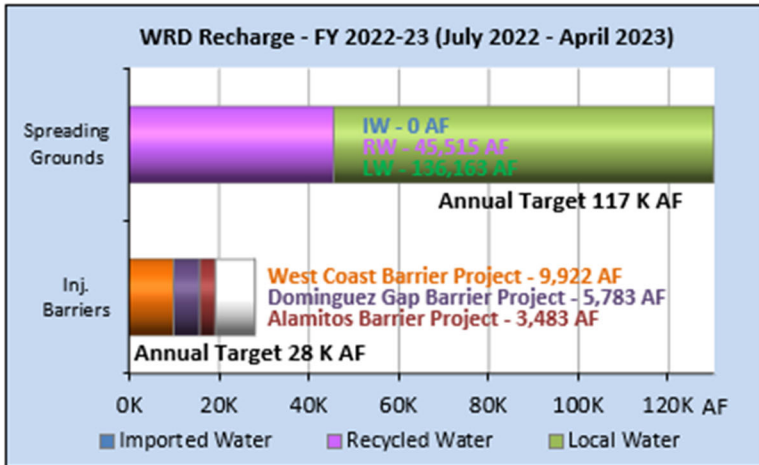 WRD Recharge - FY 2022-23 (July 2022 - April 2023)
Spreading
Grounds
IW - 0 AF
RW - 45,515 AF
LW - 136,163 AF
Annual Target 117 K AF
Inj.
Barriers
West Coast Barrier Project - 9,922 AF
Dominguez Gap Barrier Project - 5,783 AF
Alamitos Barrier Project - 3,483 AF
Annual Target 28 K AF
0K 20K 40K 60K 80K 100K 120K AF
Imported Water Recycled Water Local Water